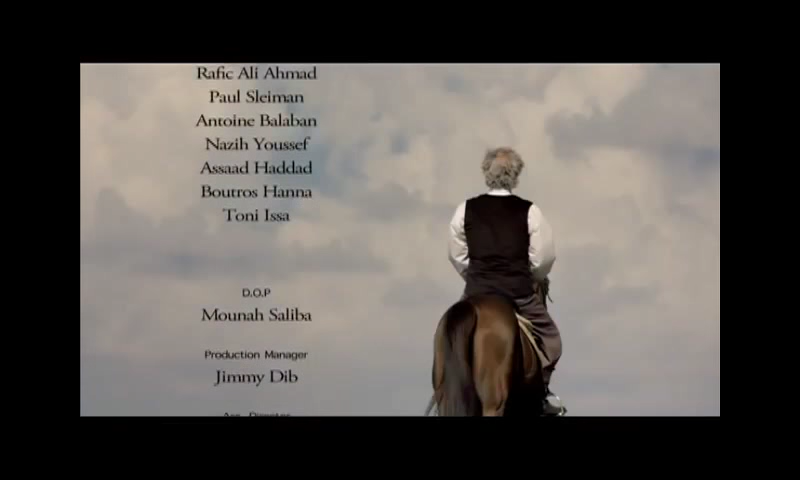 Rafic Ali Ahmad
Paul Sleiman
Antoine Balaban
Nazih Youssef
Assaad Haddad
Boutros Hanna
Toni Issa
D.O.P
Mounah Saliba
Production Manager
Jimmy Dib
Director